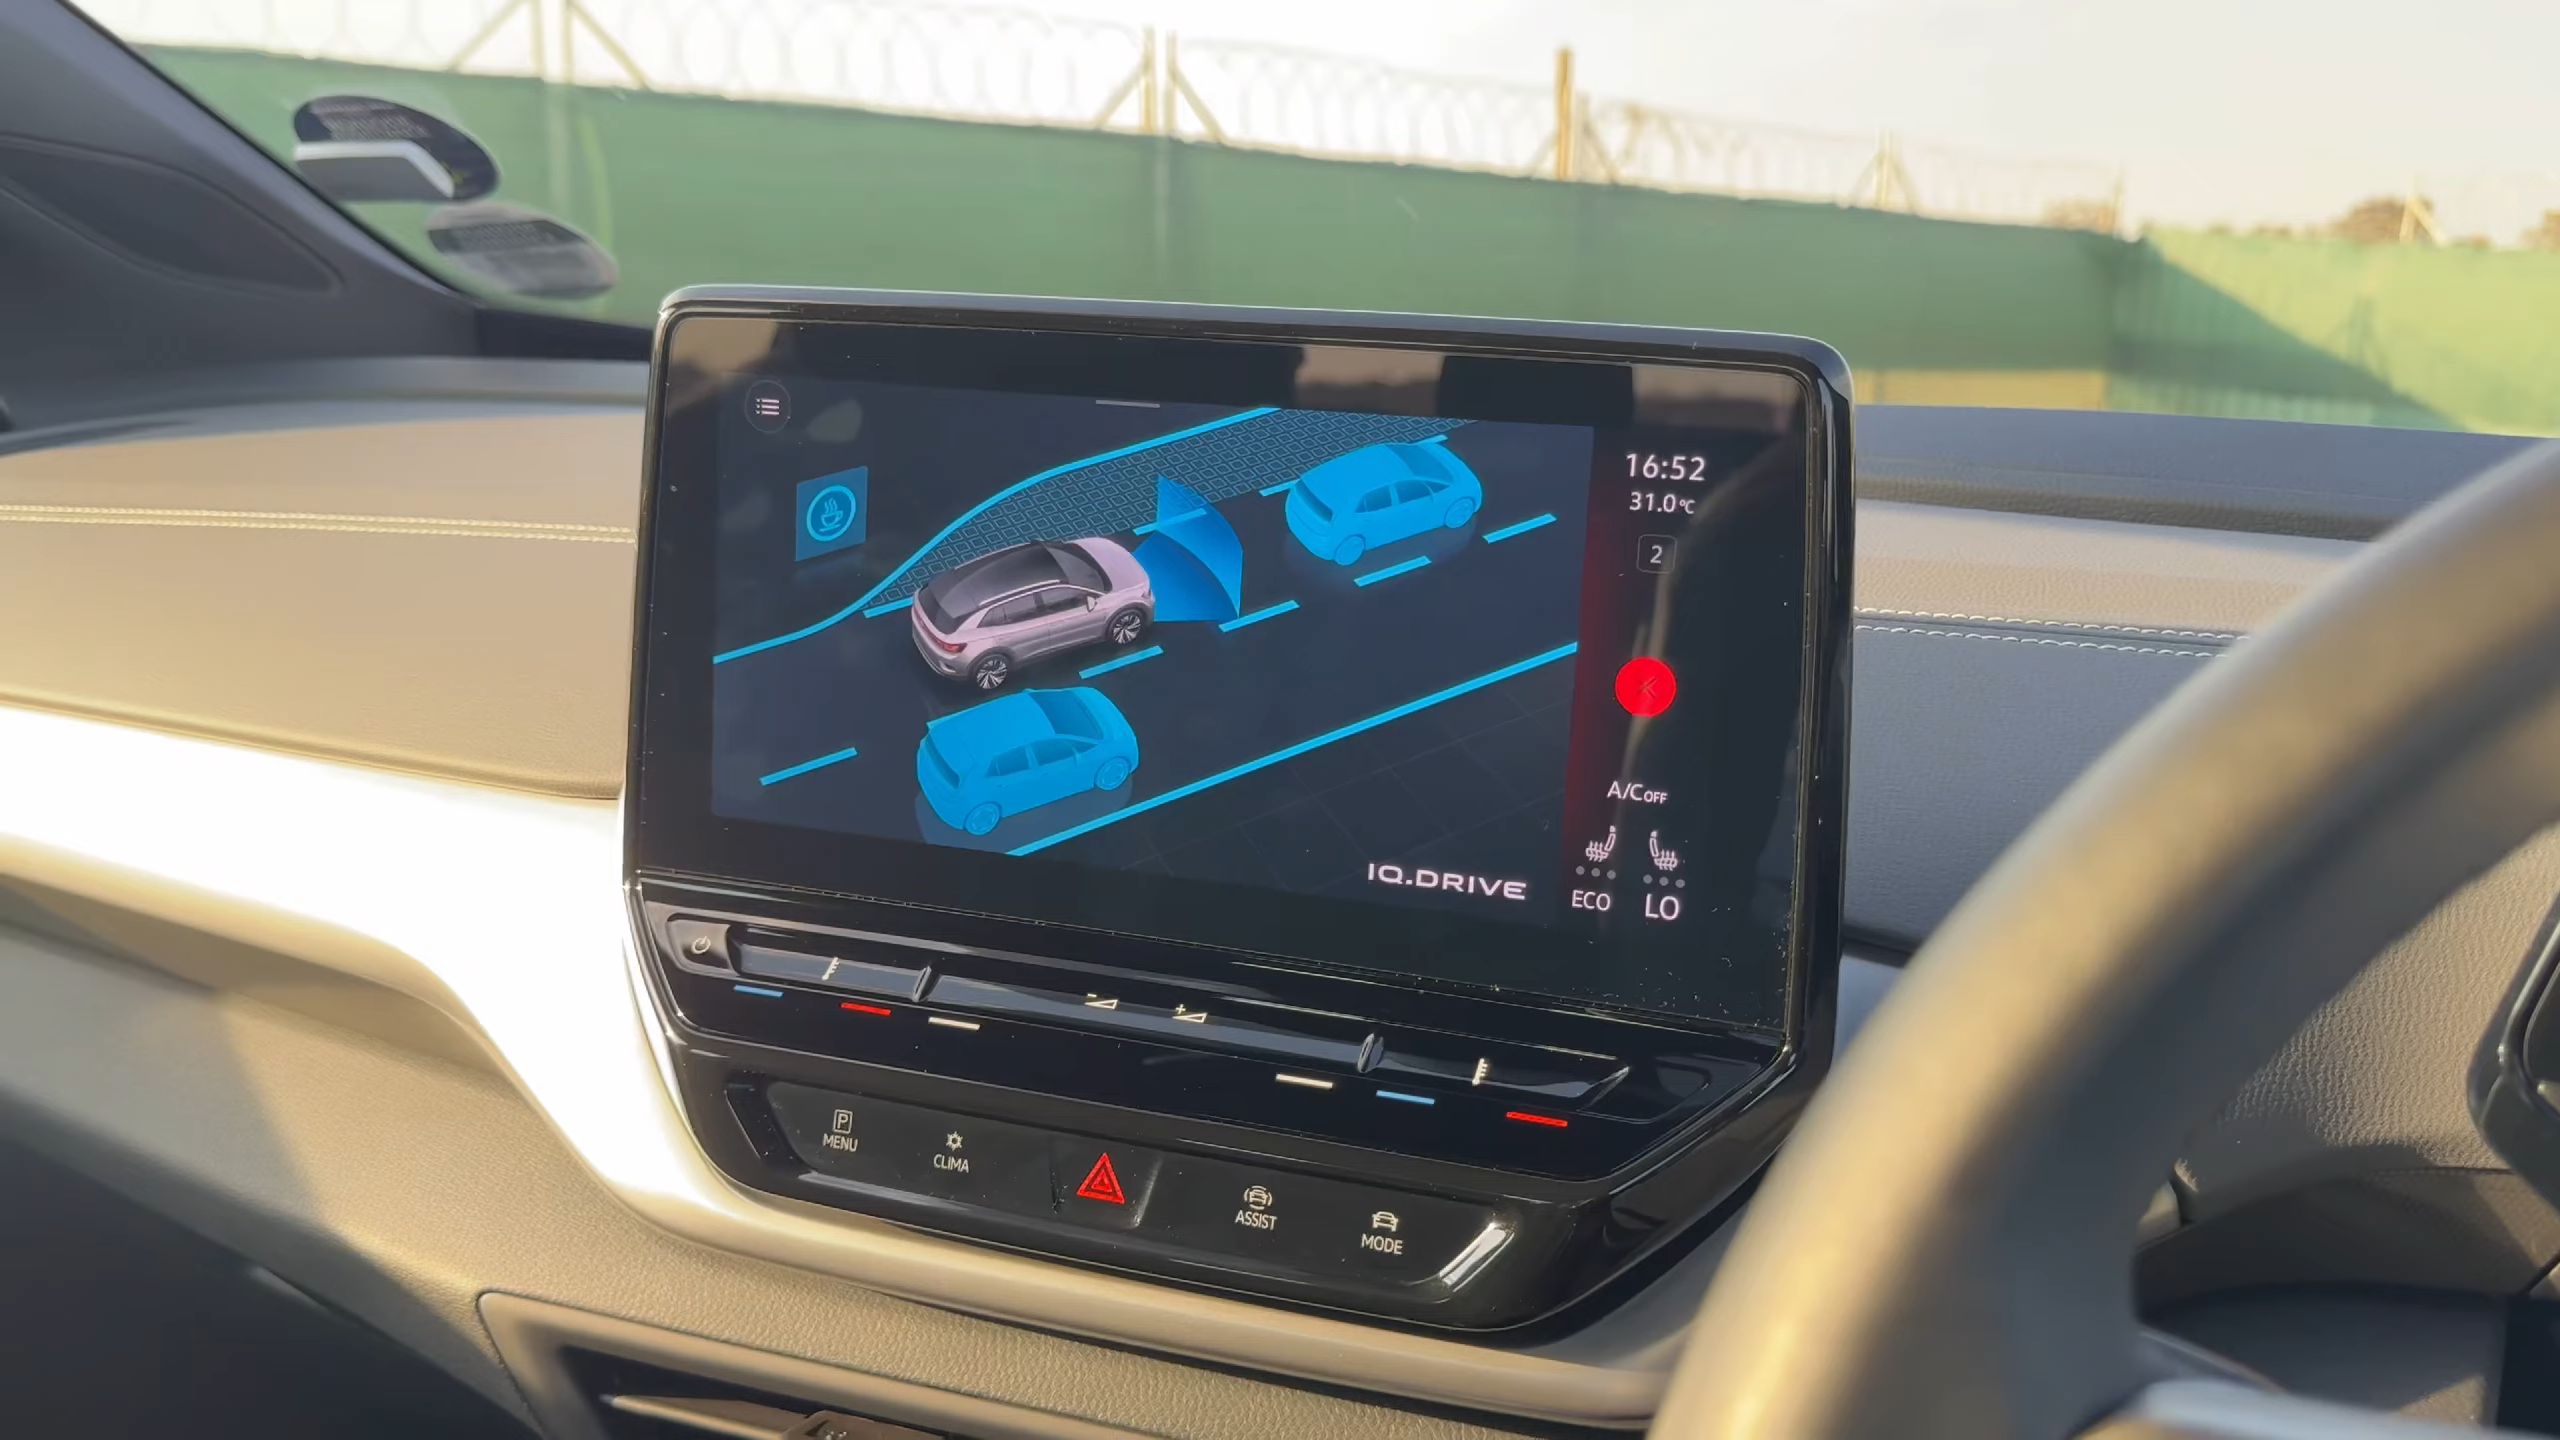 16:52
31.0°C
2
A/C OFF
ECO LO
IQ.DRIVE
P
MENU
CLIMA
ASSIST
MODE